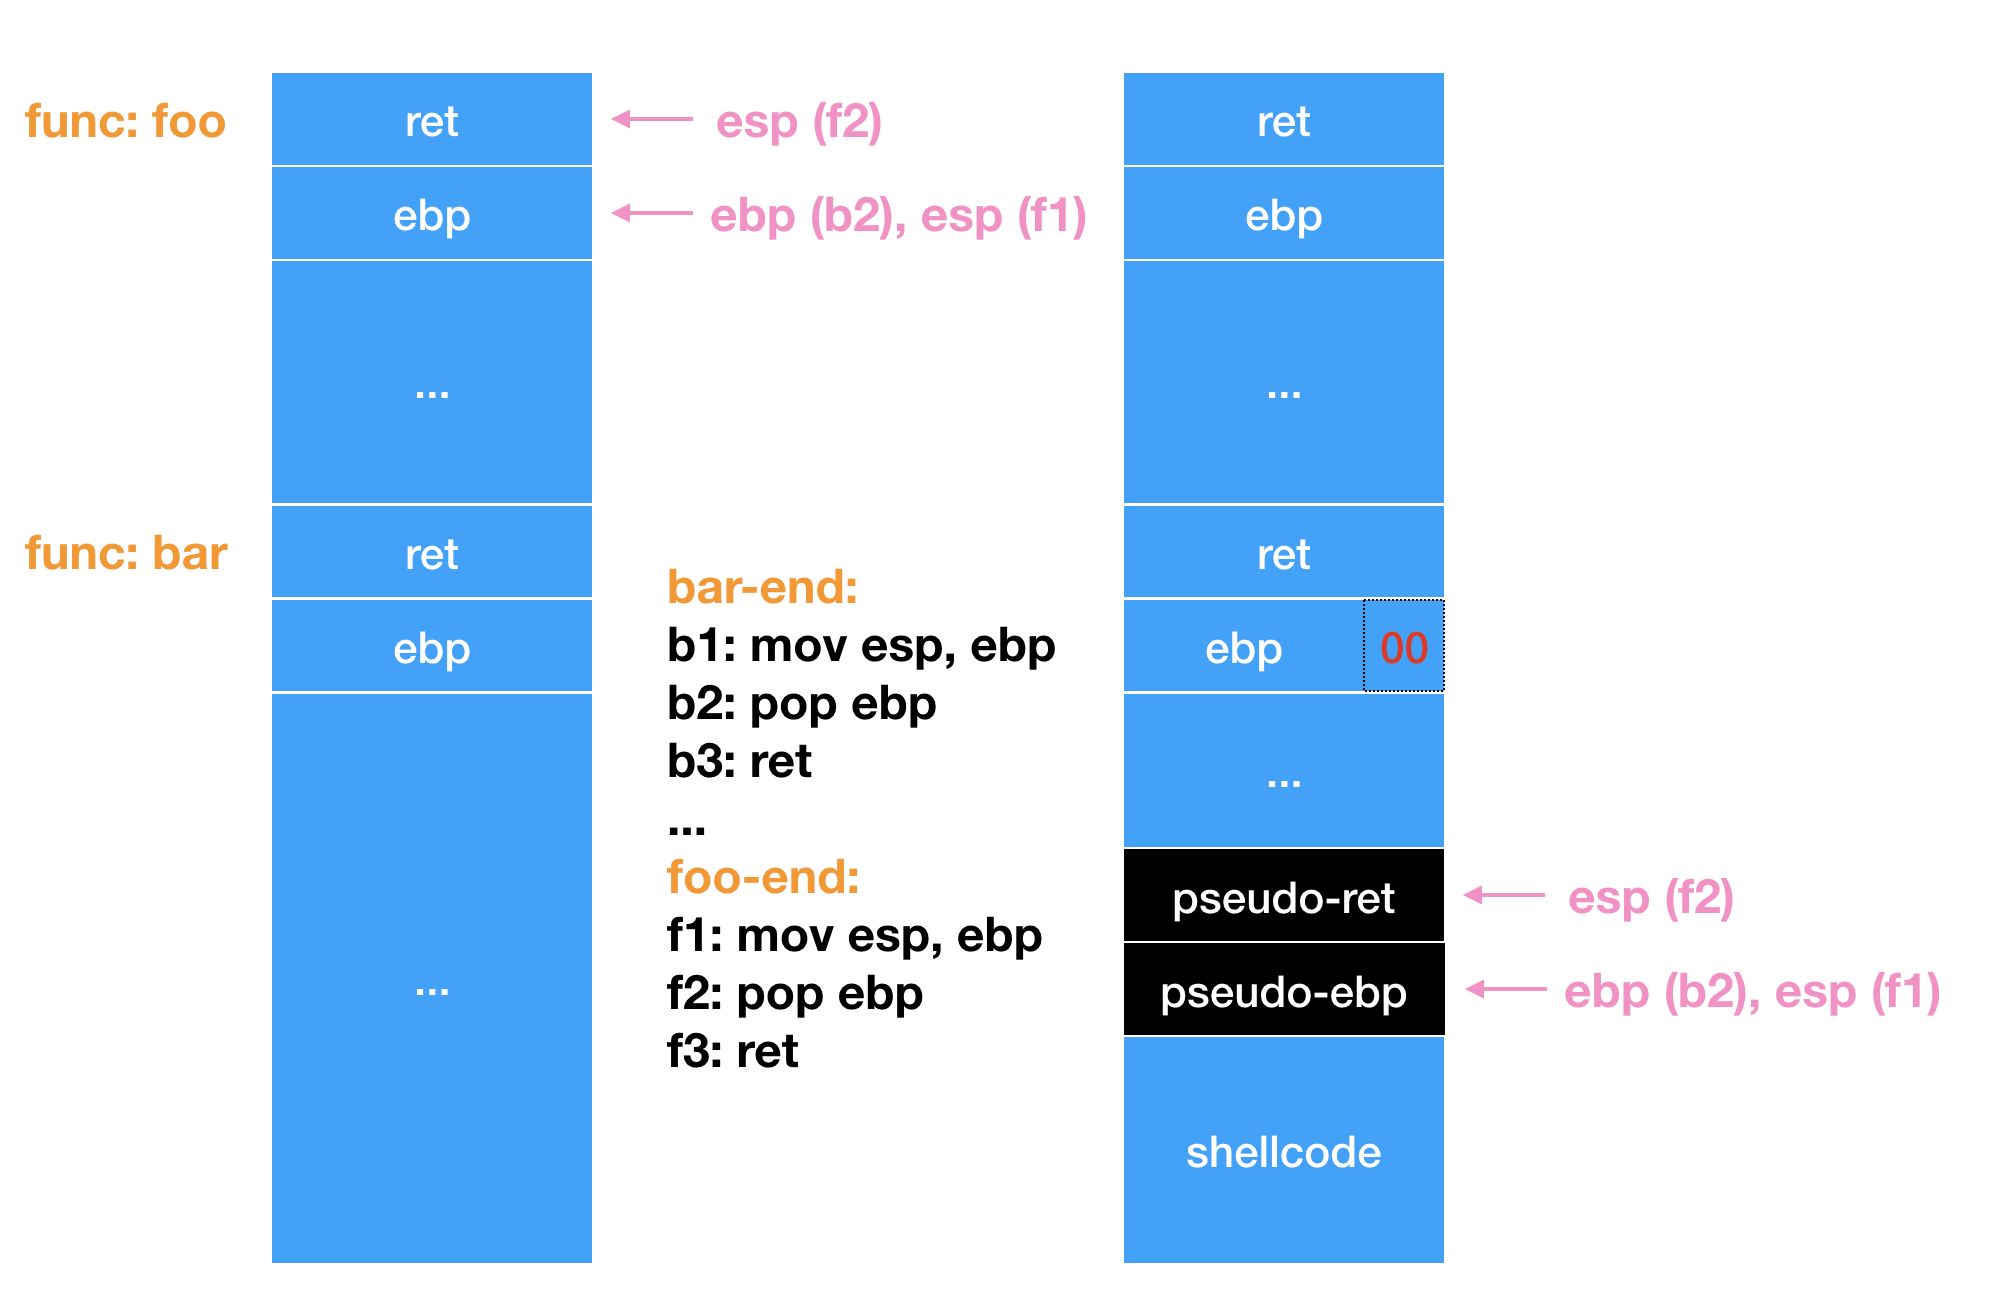 func: foo
ret
esp (f2)
ebp
ebp (b2), esp (f1)
...
func: bar
ret
ebp
...
bar-end:
b1: mov esp, ebp
b2: pop ebp
b3: ret
...
foo-end:
f1: mov esp, ebp
f2: pop ebp
f3: ret
ret
ebp
...
ret
ebp 00
...
pseudo-ret
esp (f2)
pseudo-ebp
ebp (b2), esp (f1)
shellcode